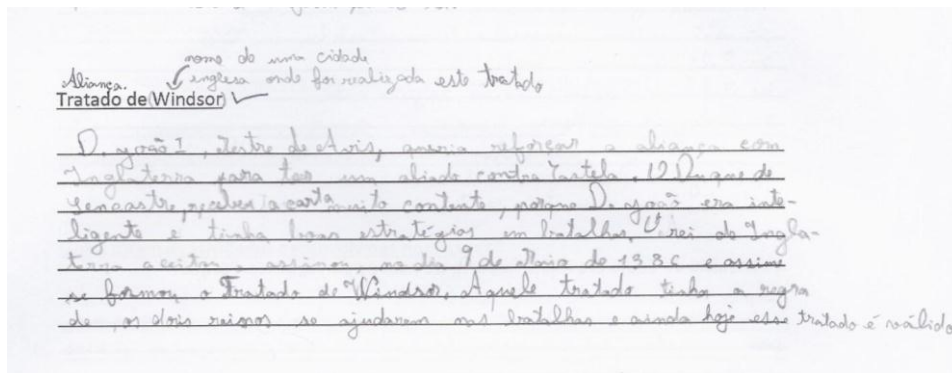 nome de uma cidade
Aliança. inglesa onde foi realizada este tratado
Tratado de Windsor
D. João I, Mestre de Avis, queria reforçar a aliança com
Inglaterra para ter um aliado contra Castela. O Duque de
Lencastre, recebeu a carta muito contente, porque D. João era inte-
ligente e tinha boas estratégias em batalhas. O rei de Ingla-
terra aceitou, assinou, no dia 9 de Maio de 1386 e assim
se formou o Tratado de Windsor. Aquele tratado tinha a regra
de, os dois reinos se ajudarem nas batalhas e ainda hoje esse tratado é válido